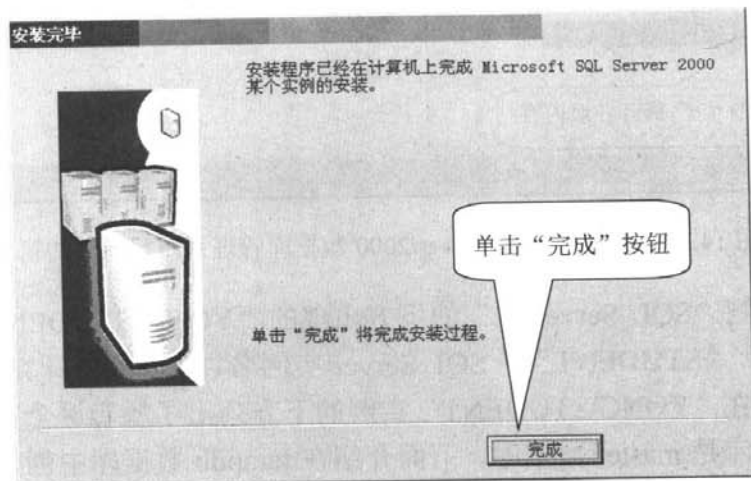 安装完毕
安装程序已经在计算机上完成 Microsoft SQL Server 2000
某个实例的安装。
单击“完成”按钮
单击“完成”将完成安装过程。
完成